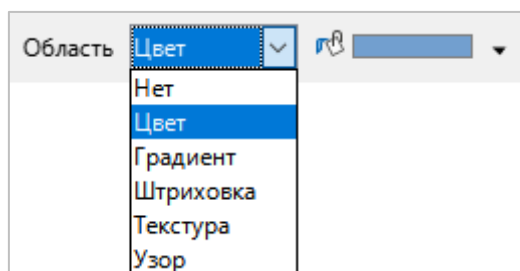 Область Цвет
Нет
Цвет
Градиент
Штриховка
Текстура
Узор